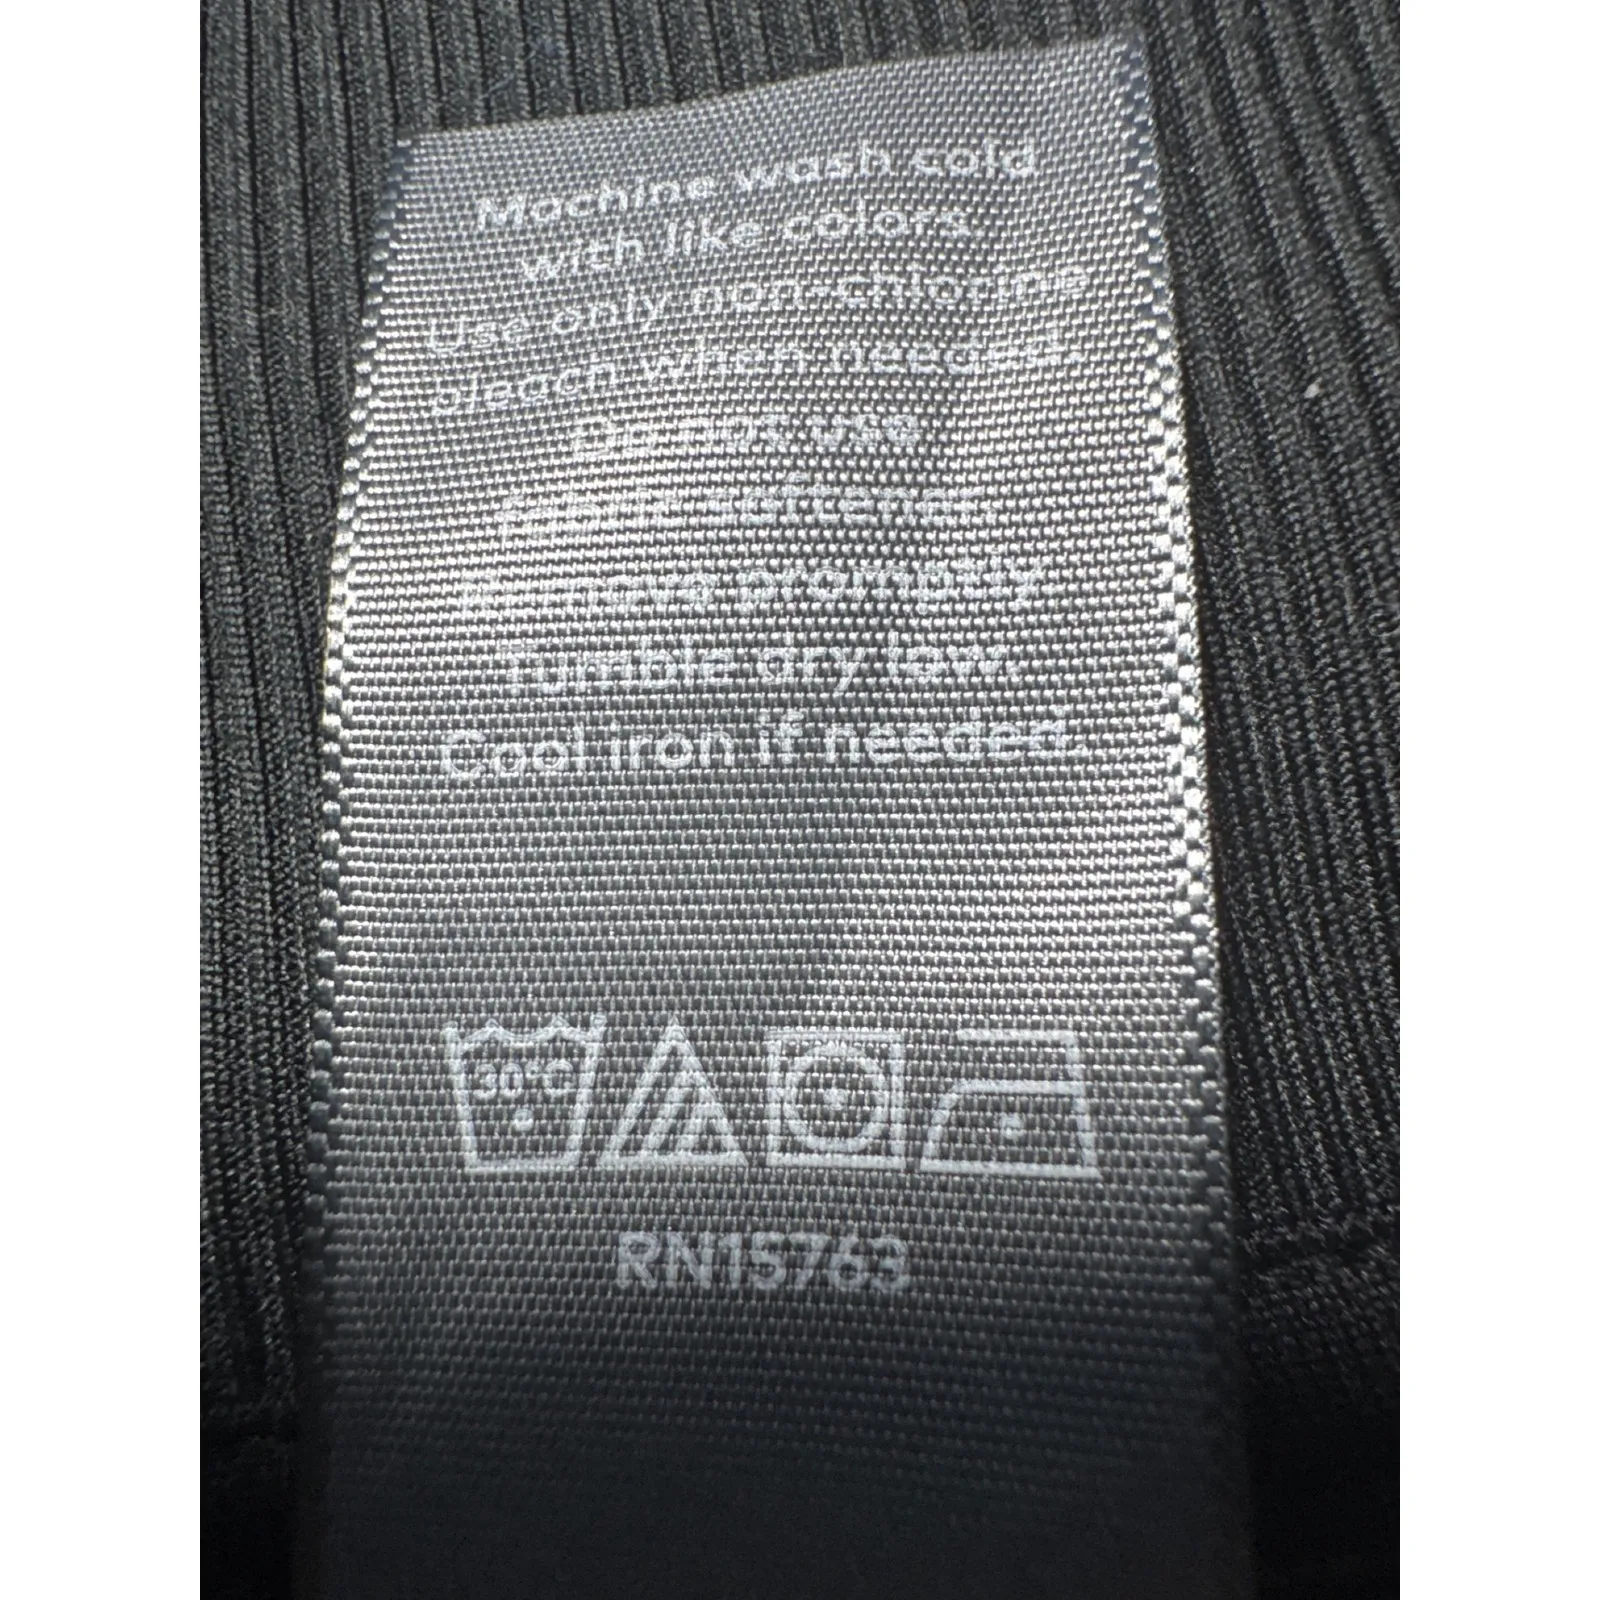 Machine wash cold
with like colors.
Use only non-chlorine
bleach when needed.
Do not use
fabric softener.
Remove promptly
Tumble dry low.
Cool iron if needed.
30°C
RN15763